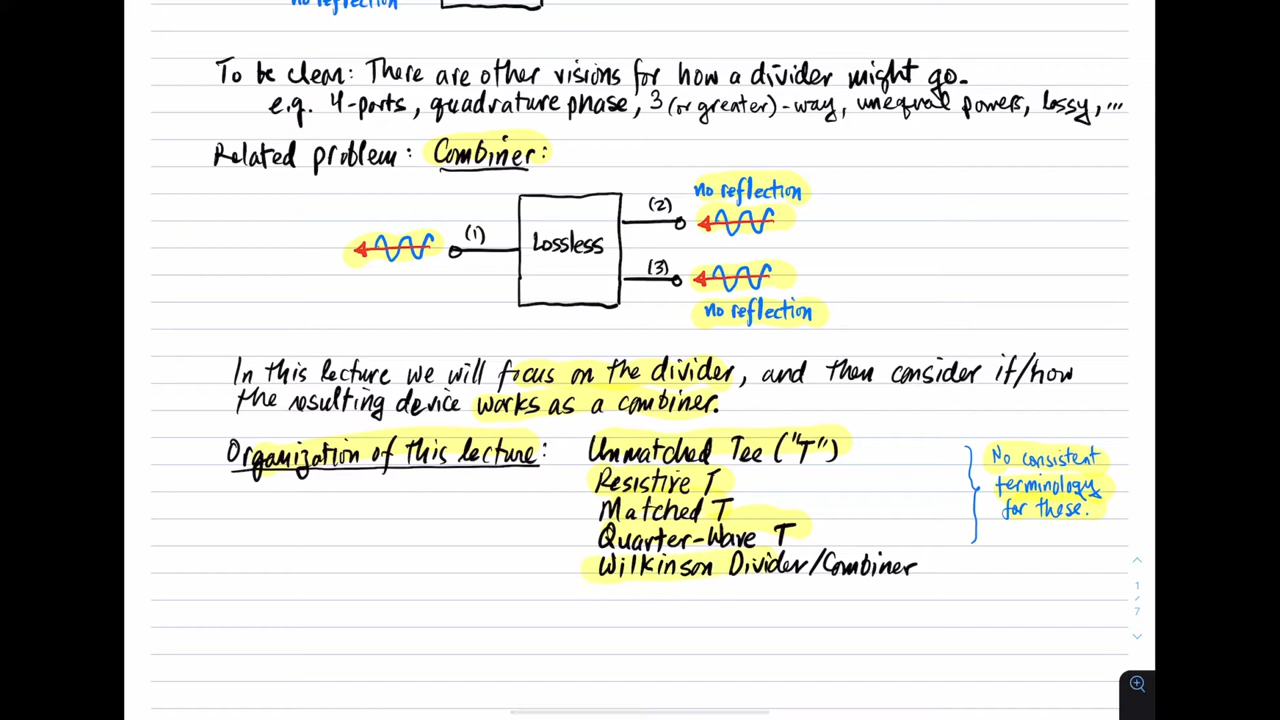 no reflection
To be clear: There are other visions for how a divider might go.
e.g. 4-ports, quadrature phase, 3 (or greater)-way, unequal powers, lossy, ...
Related problem: Combiner:
no reflection
(2)
(1)
Lossless
(3)
no reflection
In this lecture we will focus on the divider, and then consider if/how
the resulting device works as a combiner.
Organization of this lecture: Unmatched Tee ("T")
Resistive T
Matched T
Quarter-Wave T
Wilkinson Divider/Combiner
No consistent
terminology
for these.
1
/
7